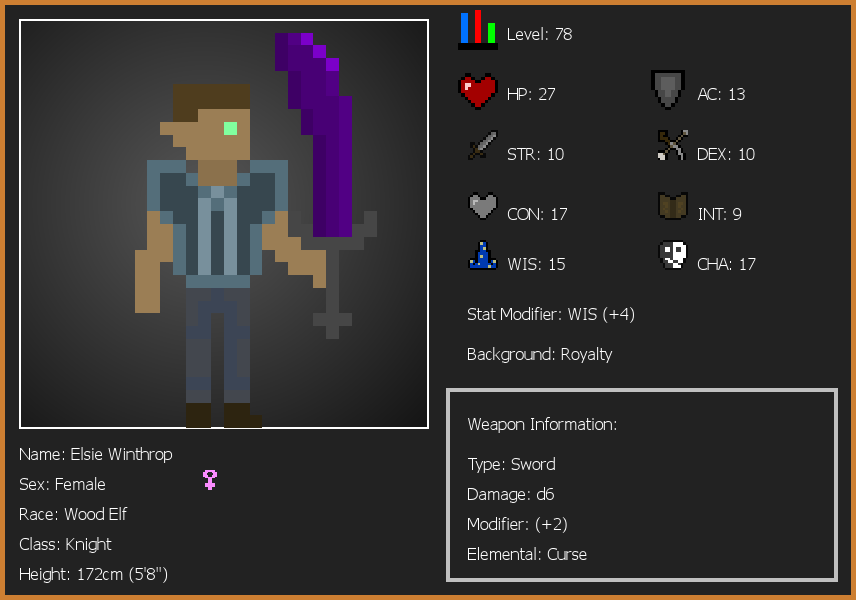 Level: 78
HP: 27
AC: 13
STR: 10
DEX: 10
CON: 17
INT: 9
WIS: 15
CHA: 17
Stat Modifier: WIS (+4)
Background: Royalty
Weapon Information:
Type: Sword
Damage: d6
Modifier: (+2)
Elemental: Curse
Name: Elsie Winthrop
Sex: Female
Race: Wood Elf
Class: Knight
Height: 172cm (5'8")